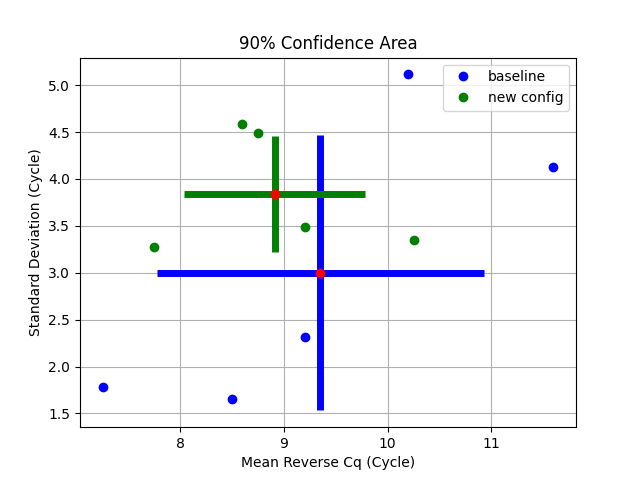 90% Confidence Area
baseline
new config
5.0
4.5
4.0
3.5
3.0
2.5
2.0
1.5
Standard Deviation (Cycle)
8 9 10 11
Mean Reverse Cq (Cycle)